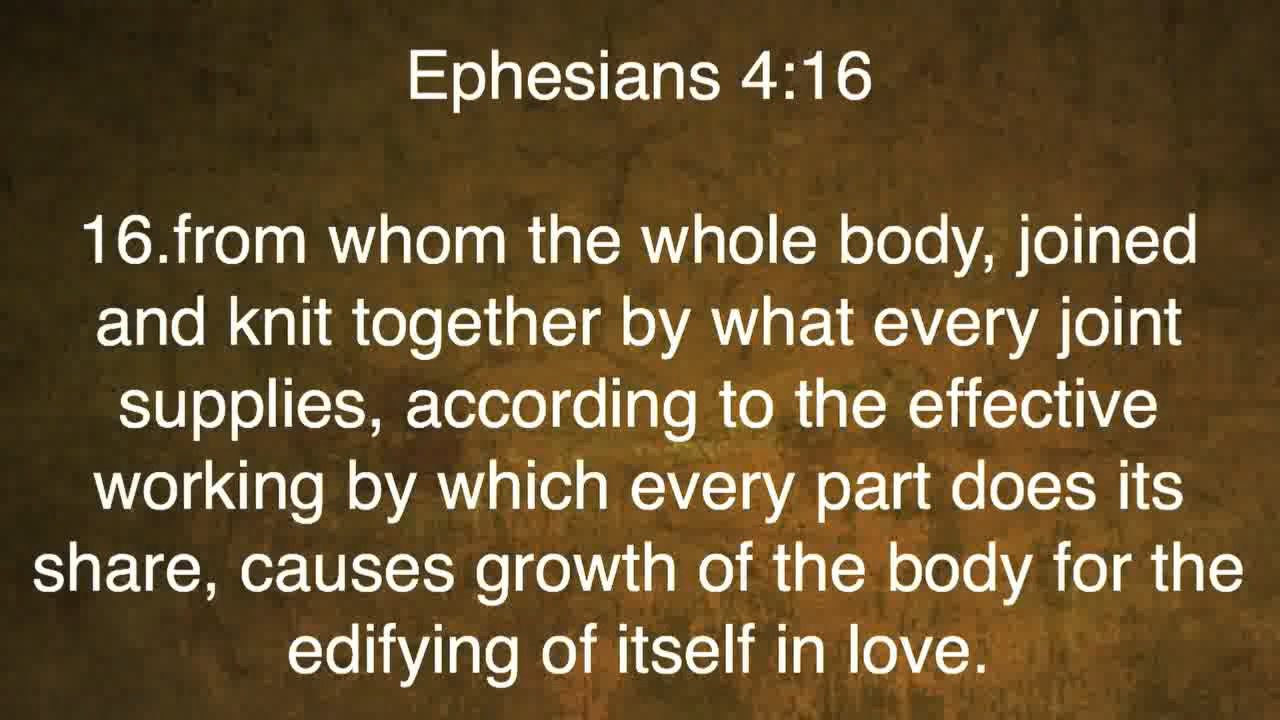 Ephesians 4:16
16.from whom the whole body, joined
and knit together by what every joint
supplies, according to the effective
working by which every part does its
share, causes growth of the body for the
edifying of itself in love.